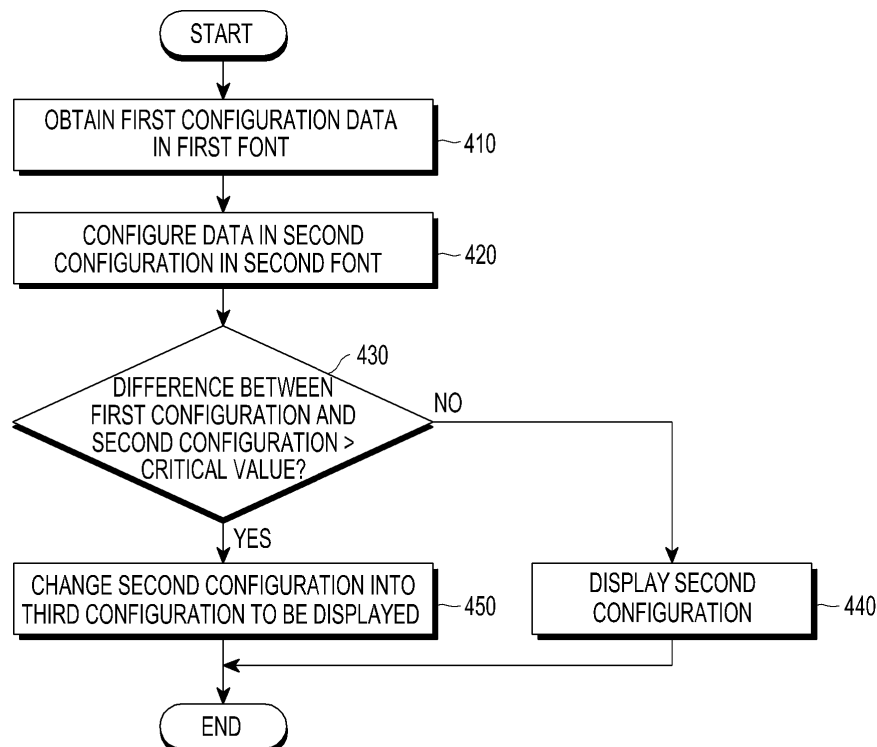 START
OBTAIN FIRST CONFIGURATION DATA
IN FIRST FONT
410
CONFIGURE DATA IN SECOND
CONFIGURATION IN SECOND FONT
420
430
DIFFERENCE BETWEEN
FIRST CONFIGURATION AND
SECOND CONFIGURATION >
CRITICAL VALUE?
NO
YES
CHANGE SECOND CONFIGURATION INTO
THIRD CONFIGURATION TO BE DISPLAYED
450
DISPLAY SECOND
CONFIGURATION
440
END